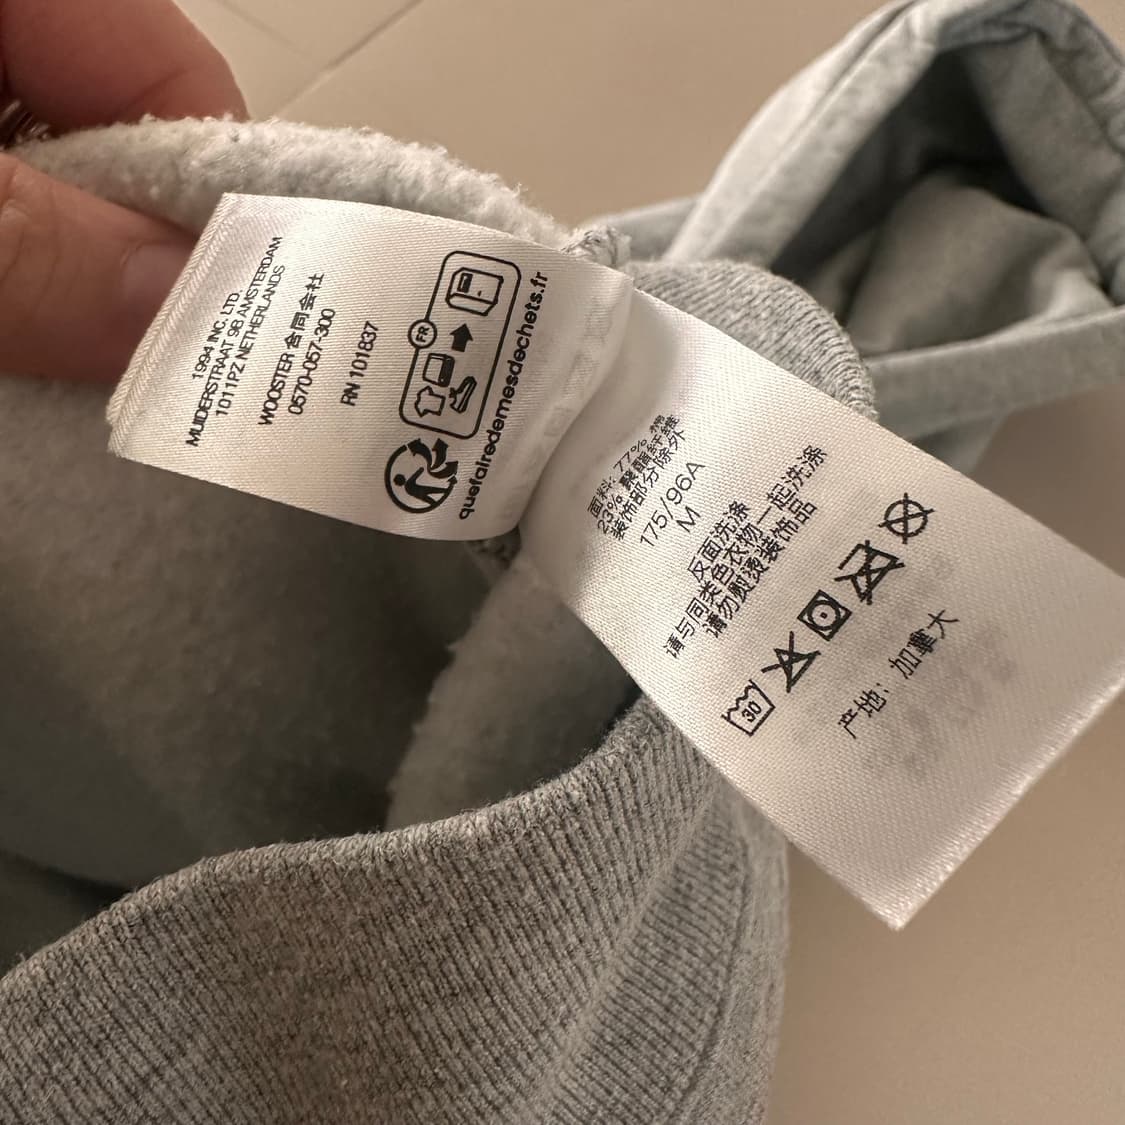 1994 INC. LTD.
MUIDERSTRAAT 9B AMSTERDAM
1011PZ NETHERLANDS
WOOSTER 合同会社
0570-057-300
RN 101837
FR
quefairedemesdechets.fr
面料: 77% 棉
23% 聚酯纤维
装饰部分除外
175/96A
M
反面洗涤
请与同类色衣物一起洗涤
请勿熨烫装饰品
30
产地: 加拿大